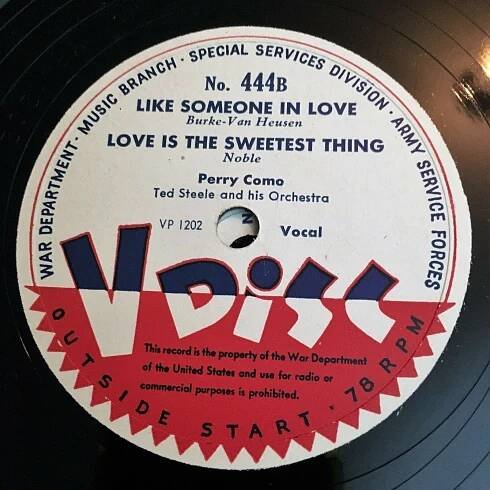 WAR DEPARTMENT · MUSIC BRANCH · SPECIAL SERVICES DIVISION · ARMY SERVICE FORCES
No. 444B
LIKE SOMEONE IN LOVE
Burke-Van Heusen
LOVE IS THE SWEETEST THING
Noble
Perry Como
Ted Steele and his Orchestra
VP 1202
N
Vocal
V DISC
This record is the property of the War Department
of the United States and use for radio or
commercial purposes is prohibited.
OUTSIDE START · 78 RPM